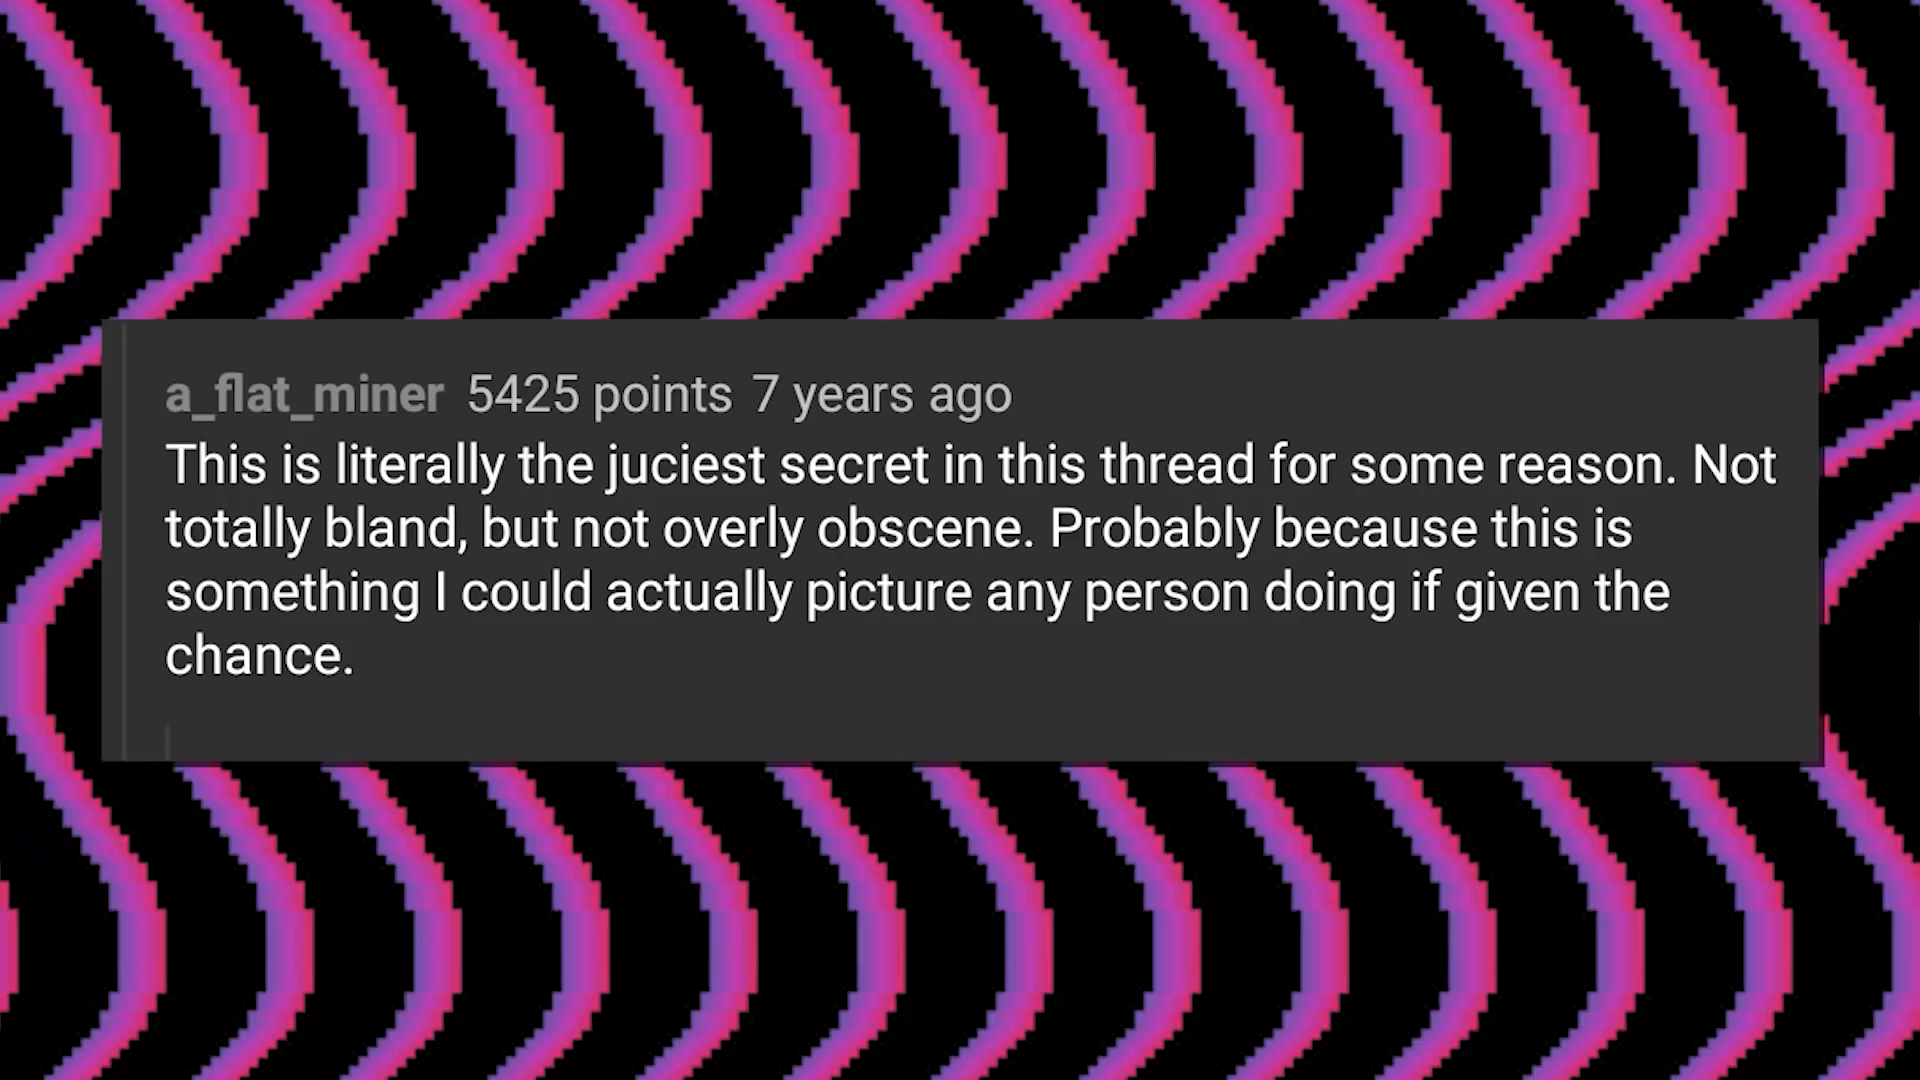 a_flat_miner 5425 points 7 years ago
This is literally the juciest secret in this thread for some reason. Not
totally bland, but not overly obscene. Probably because this is
something I could actually picture any person doing if given the
chance.